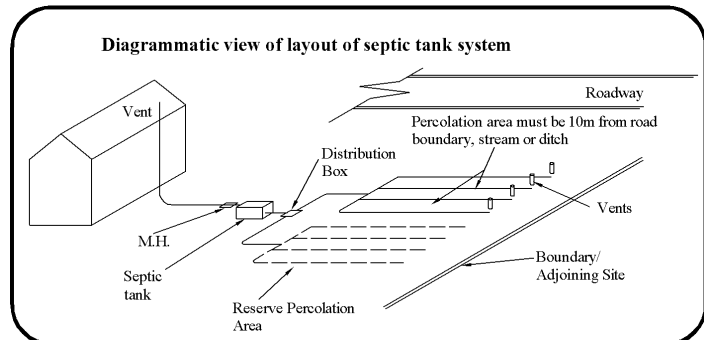 Diagrammatic view of layout of septic tank system
Roadway
Vent
Percolation area must be 10m from road
boundary, stream or ditch
Distribution
Box
Vents
M.H.
Septic
tank
Boundary/
Adjoining Site
Reserve Percolation
Area